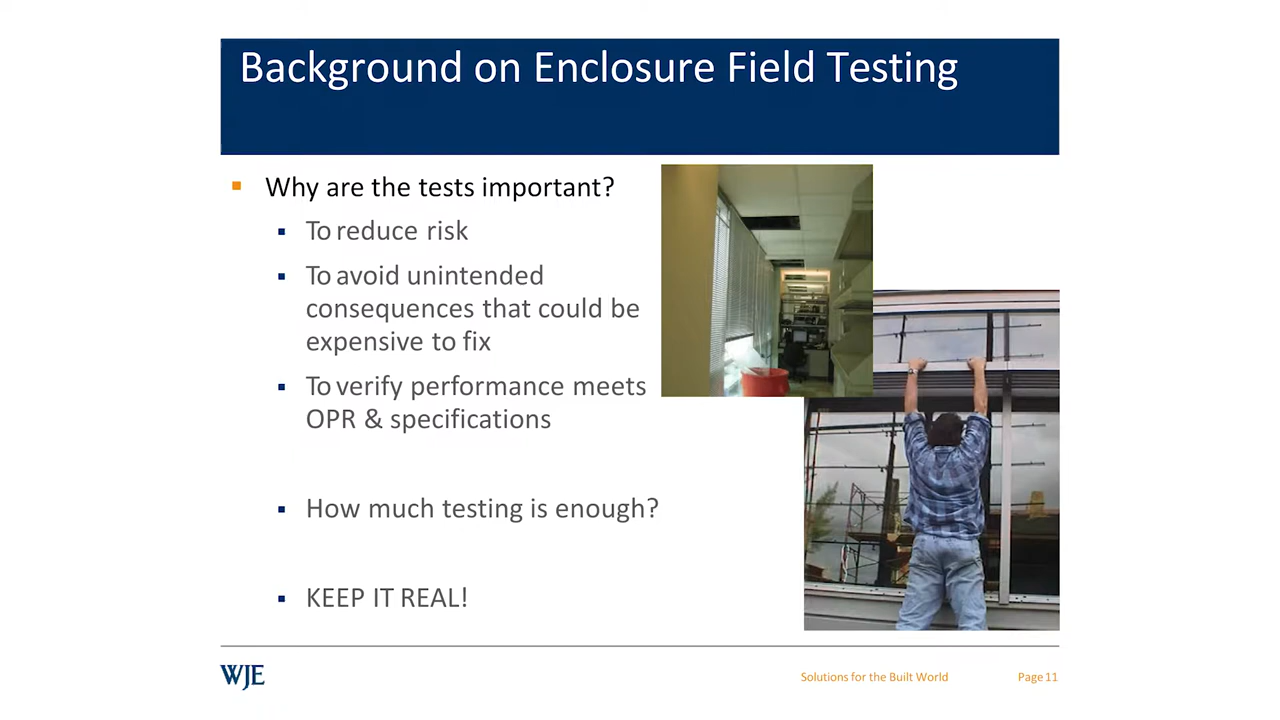 Background on Enclosure Field Testing
Why are the tests important?
To reduce risk
To avoid unintended
consequences that could be
expensive to fix
To verify performance meets
OPR & specifications
How much testing is enough?
KEEP IT REAL!
WJE
Solutions for the Built World
Page 11